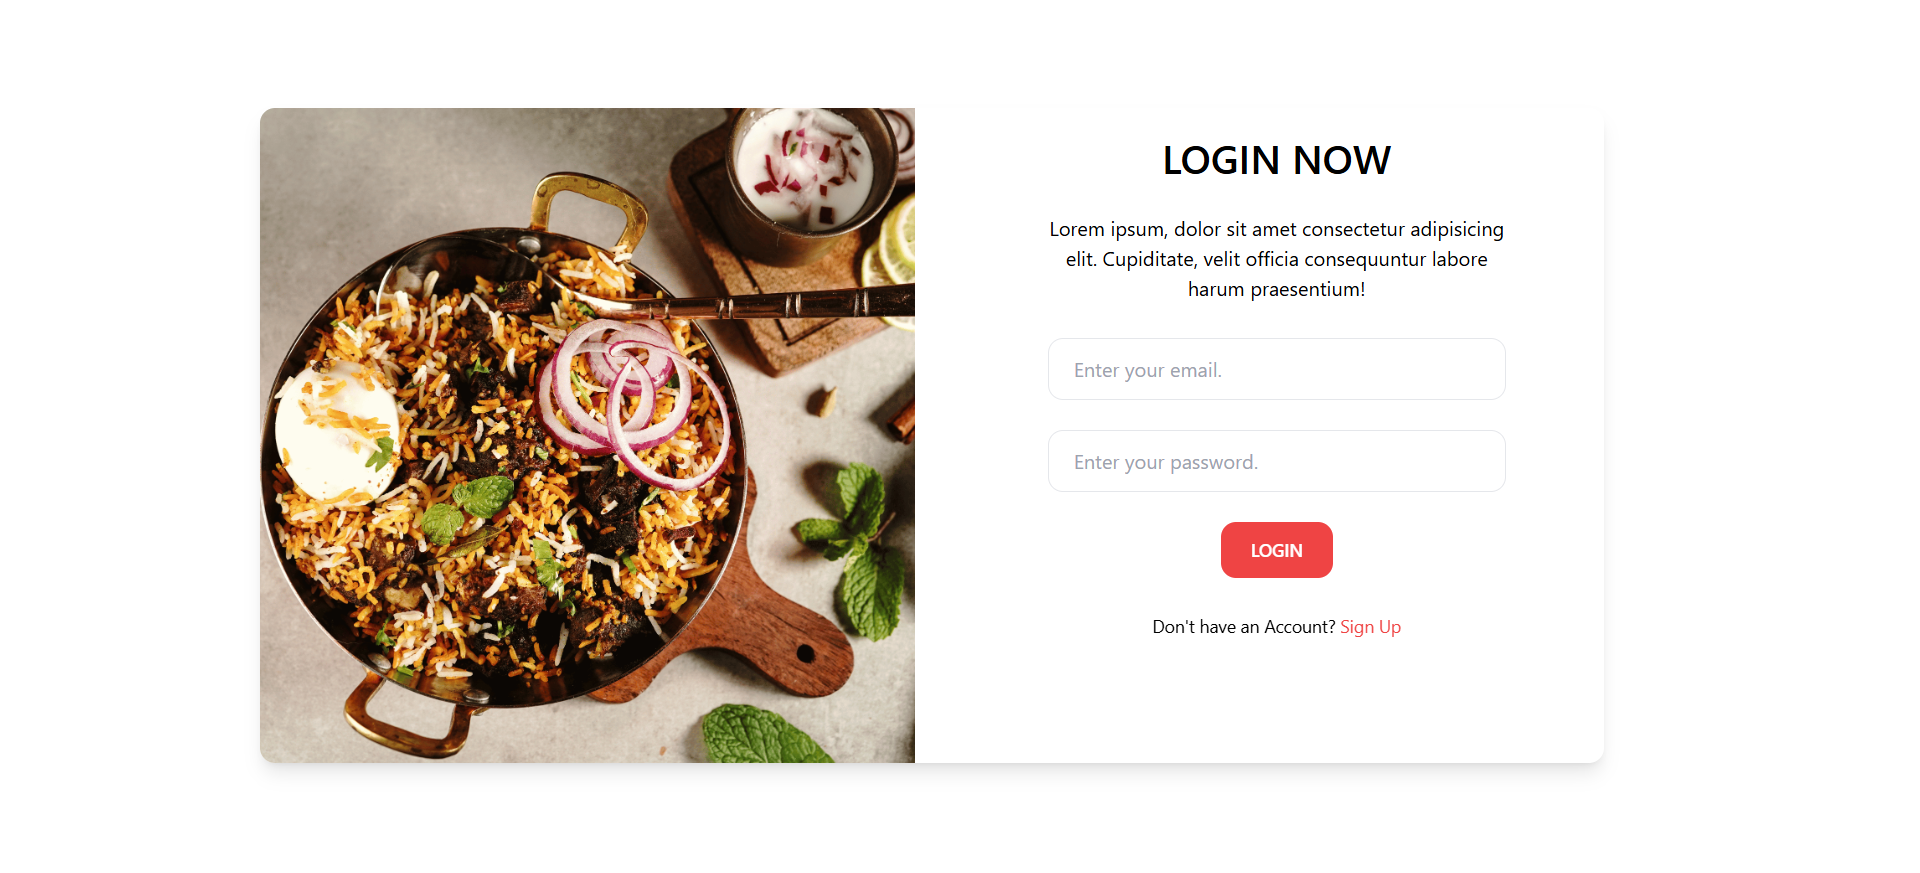 LOGIN NOW
Lorem ipsum, dolor sit amet consectetur adipisicing
elit. Cupiditate, velit officia consequuntur labore
harum praesentium!
Enter your email.
Enter your password.
LOGIN
Don't have an Account? Sign Up